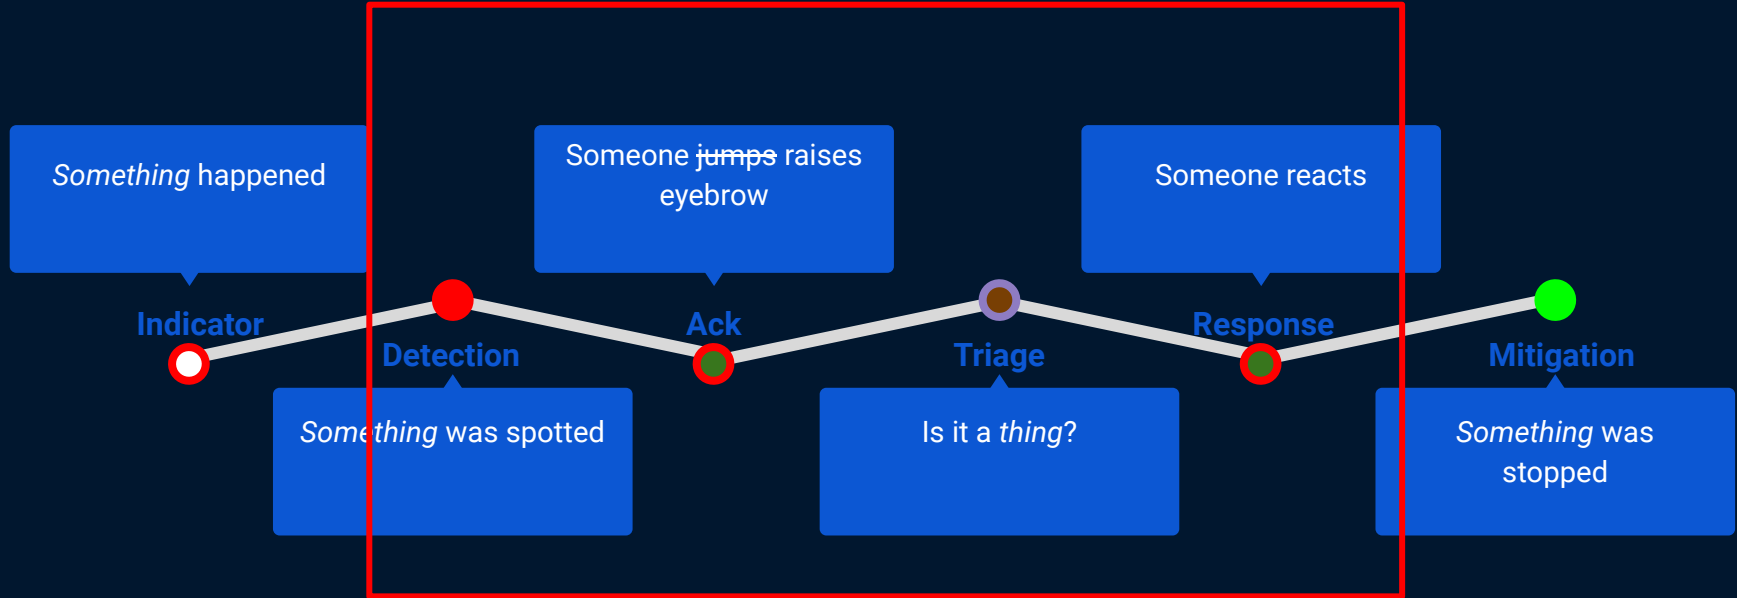 Something happened
Indicator
Detection
Something was spotted
Someone jumps raises
eyebrow
Ack
Triage
Is it a thing?
Someone reacts
Response
Mitigation
Something was
stopped